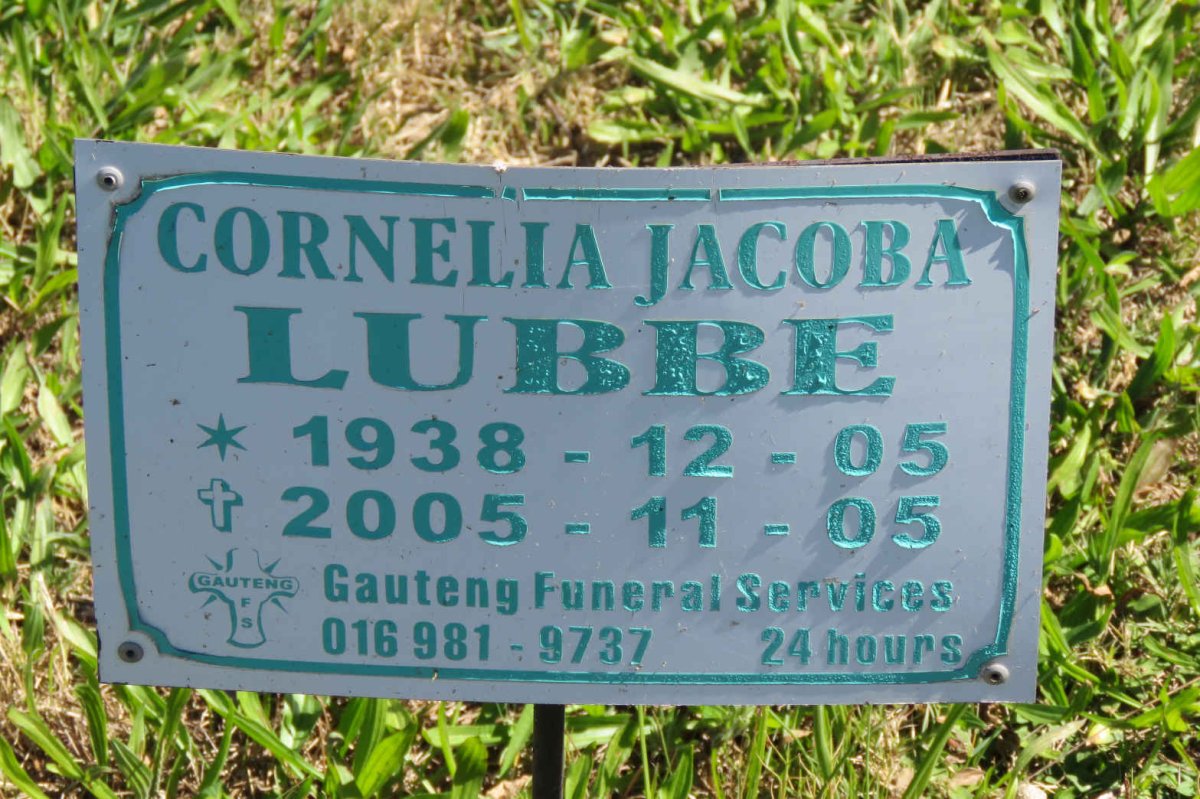 CORNELIA JACOBA
LUBBE
1938 - 12 - 05
2005 - 11 - 05
GAUTENG
F
S
Gauteng Funeral Services
016 981 - 9737 24 hours